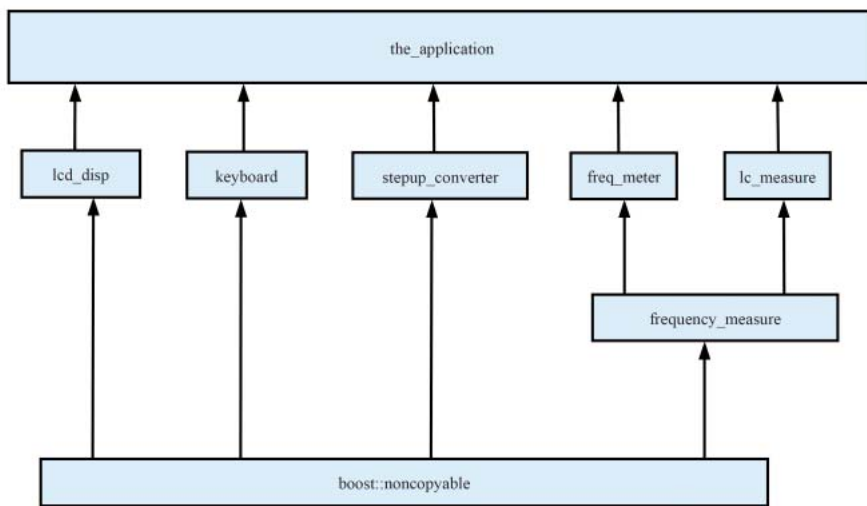 the_application
lcd_disp
keyboard
stepup_converter
freq_meter
lc_measure
frequency_measure
boost::noncopyable